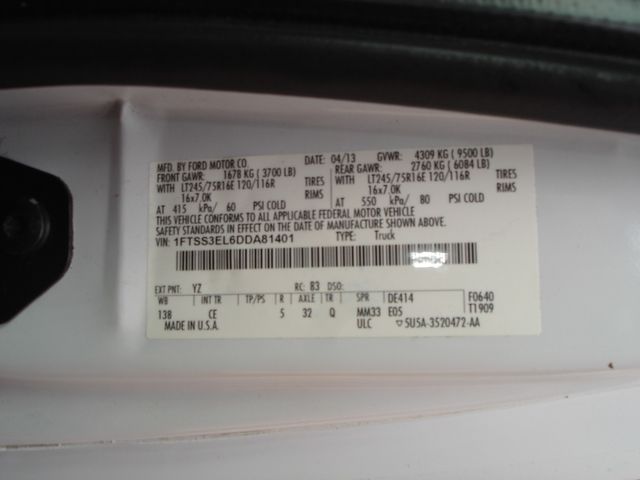 MFD. BY FORD MOTOR CO. DATE: 04/13 GVWR: 4309 KG ( 9500 LB)
FRONT GAWR: 1678 KG ( 3700 LB) REAR GAWR: 2760 KG ( 6084 LB)
WITH LT245/75R16E 120/116R TIRES WITH LT245/75R16E 120/116R TIRES
16x7.0K RIMS 16x7.0K RIMS
AT 415 kPa/ 60 PSI COLD AT 550 kPa/ 80 PSI COLD
THIS VEHICLE CONFORMS TO ALL APPLICABLE FEDERAL MOTOR VEHICLE
SAFETY STANDARDS IN EFFECT ON THE DATE OF MANUFACTURE SHOWN ABOVE.
VIN: 1FTSS3EL6DDA81401 TYPE: Truck
EXT PNT: YZ RC: 83 DSO:
WB INT TR TP/PS R AXLE TR SPR DE414 F0640
138 CE 5 32 Q MM33 E05 T1909
MADE IN U.S.A. ULC ▽5U5A-3520472-AA